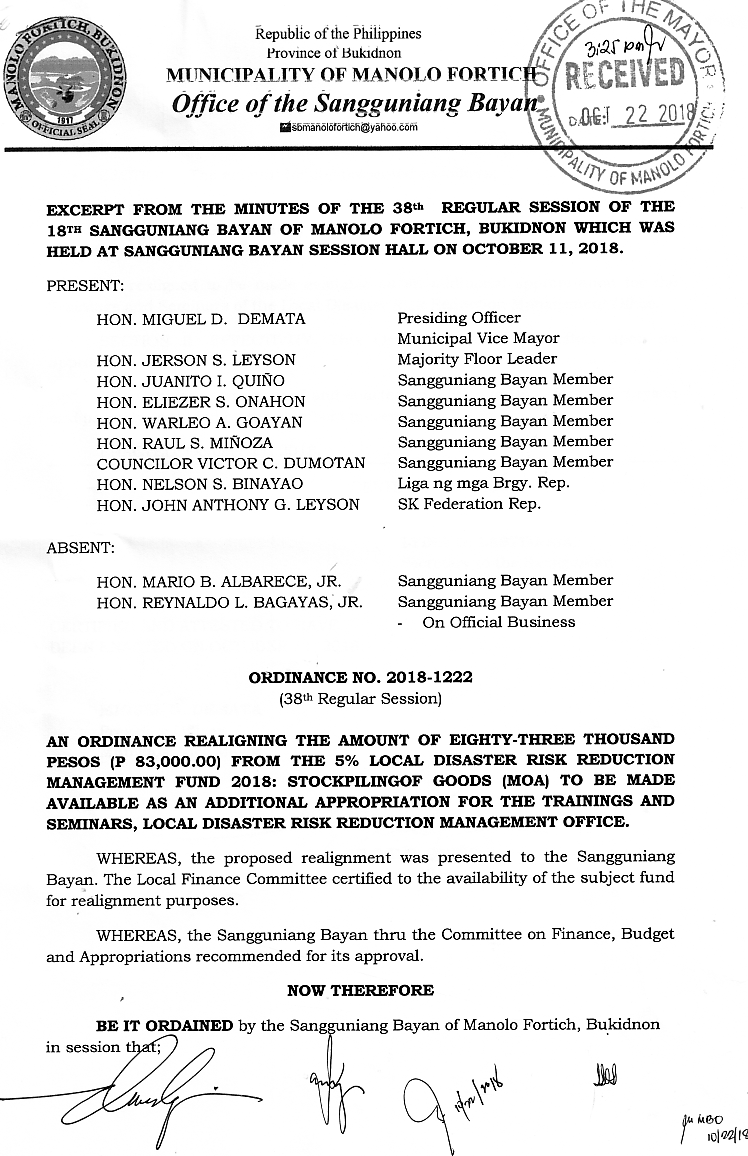 MANOLO FORTICH, BUKIDNON
1917
OFFICIAL SEAL
Republic of the Philippines
Province of Bukidnon
MUNICIPALITY OF MANOLO FORTICH
Office of the Sangguniang Bayan
sbmanolofortich@yahoo.com
OFFICE OF THE MAYOR
3:25 pm
RECEIVED
DATE: OCT 22 2018
MUNICIPALITY OF MANOLO FORTICH
EXCERPT FROM THE MINUTES OF THE 38th REGULAR SESSION OF THE
18TH SANGGUNIANG BAYAN OF MANOLO FORTICH, BUKIDNON WHICH WAS
HELD AT SANGGUNIANG BAYAN SESSION HALL ON OCTOBER 11, 2018.
PRESENT:
HON. MIGUEL D. DEMATA Presiding Officer
Municipal Vice Mayor
HON. JERSON S. LEYSON Majority Floor Leader
HON. JUANITO I. QUIÑO Sangguniang Bayan Member
HON. ELIEZER S. ONAHON Sangguniang Bayan Member
HON. WARLEO A. GOAYAN Sangguniang Bayan Member
HON. RAUL S. MIÑOZA Sangguniang Bayan Member
COUNCILOR VICTOR C. DUMOTAN Sangguniang Bayan Member
HON. NELSON S. BINAYAO Liga ng mga Brgy. Rep.
HON. JOHN ANTHONY G. LEYSON SK Federation Rep.
ABSENT:
HON. MARIO B. ALBARECE, JR. Sangguniang Bayan Member
HON. REYNALDO L. BAGAYAS, JR. Sangguniang Bayan Member
- On Official Business
ORDINANCE NO. 2018-1222
(38th Regular Session)
AN ORDINANCE REALIGNING THE AMOUNT OF EIGHTY-THREE THOUSAND
PESOS (P 83,000.00) FROM THE 5% LOCAL DISASTER RISK REDUCTION
MANAGEMENT FUND 2018: STOCKPILINGOF GOODS (MOA) TO BE MADE
AVAILABLE AS AN ADDITIONAL APPROPRIATION FOR THE TRAININGS AND
SEMINARS, LOCAL DISASTER RISK REDUCTION MANAGEMENT OFFICE.
WHEREAS, the proposed realignment was presented to the Sangguniang
Bayan. The Local Finance Committee certified to the availability of the subject fund
for realignment purposes.
WHEREAS, the Sangguniang Bayan thru the Committee on Finance, Budget
and Appropriations recommended for its approval.
NOW THEREFORE
BE IT ORDAINED by the Sangguniang Bayan of Manolo Fortich, Bukidnon
in session that;
10/22/2018
MBO
10/22/18